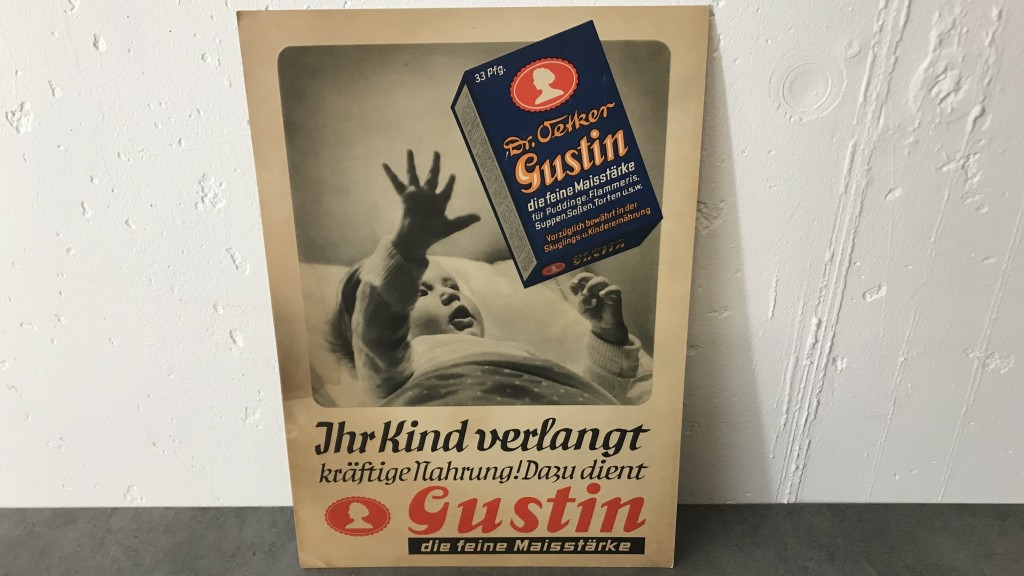 33 Pfg.
Dr. Oetker
Gustin
die feine Maisstärke
für Puddinge, Flammeris,
Suppen, Soßen, Torten u.s.w.
Vorzüglich bewährt in der
Säuglings- u. Kinderernährung
Gustin
Ihr Kind verlangt
kräftige Nahrung! Dazu dient
Gustin
die feine Maisstärke